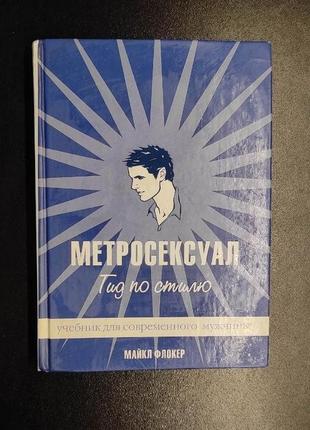 МЕТРОСЕКСУАЛ
Гид по стилю
учебник для современного мужчины
МАЙКЛ ФЛОКЕР